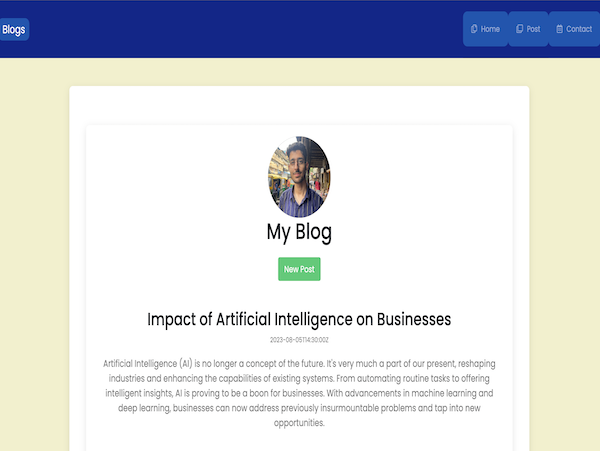 Blogs
Home
Post
Contact
My Blog
New Post
Impact of Artificial Intelligence on Businesses
2023-08-05T14:30:00Z
Artificial Intelligence (AI) is no longer a concept of the future. It's very much a part of our present, reshaping
industries and enhancing the capabilities of existing systems. From automating routine tasks to offering
intelligent insights, AI is proving to be a boon for businesses. With advancements in machine learning and
deep learning, businesses can now address previously insurmountable problems and tap into new
opportunities.